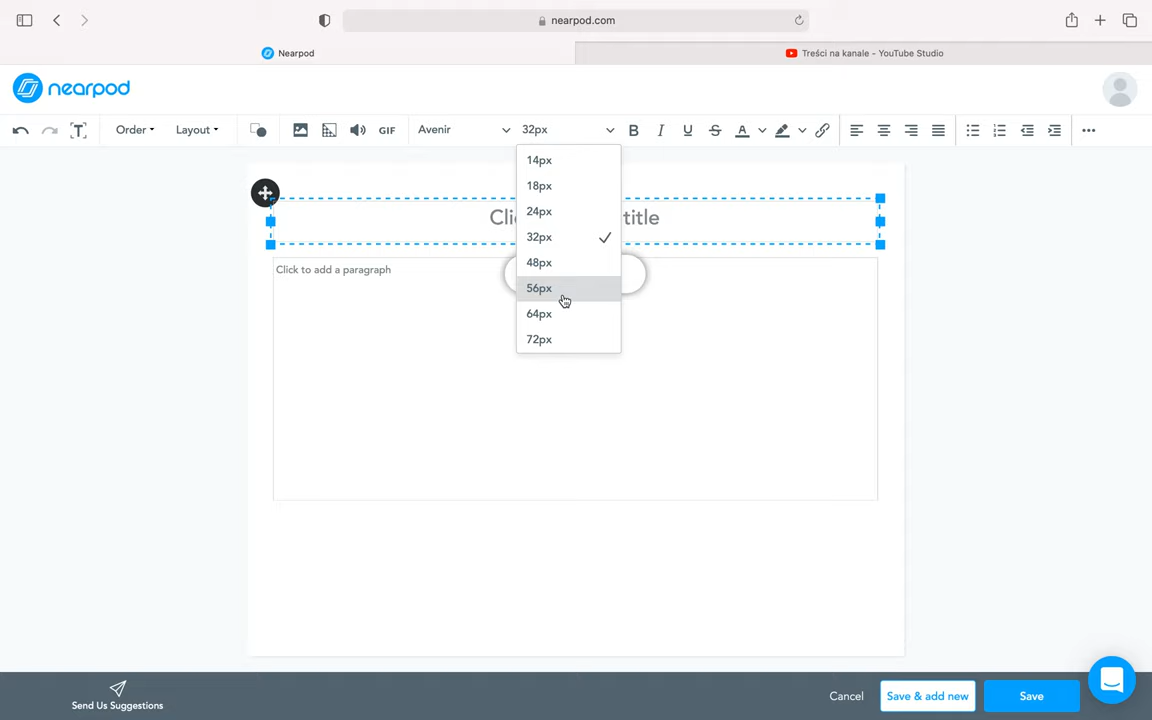 nearpod.com
Nearpod
Treści na kanale - YouTube Studio
nearpod
Order
Layout
GIF
Avenir
32px
B I U S A
14px
18px
24px
32px
48px
56px
64px
72px
Cli title
Click to add a paragraph
Send Us Suggestions
Cancel
Save & add new
Save